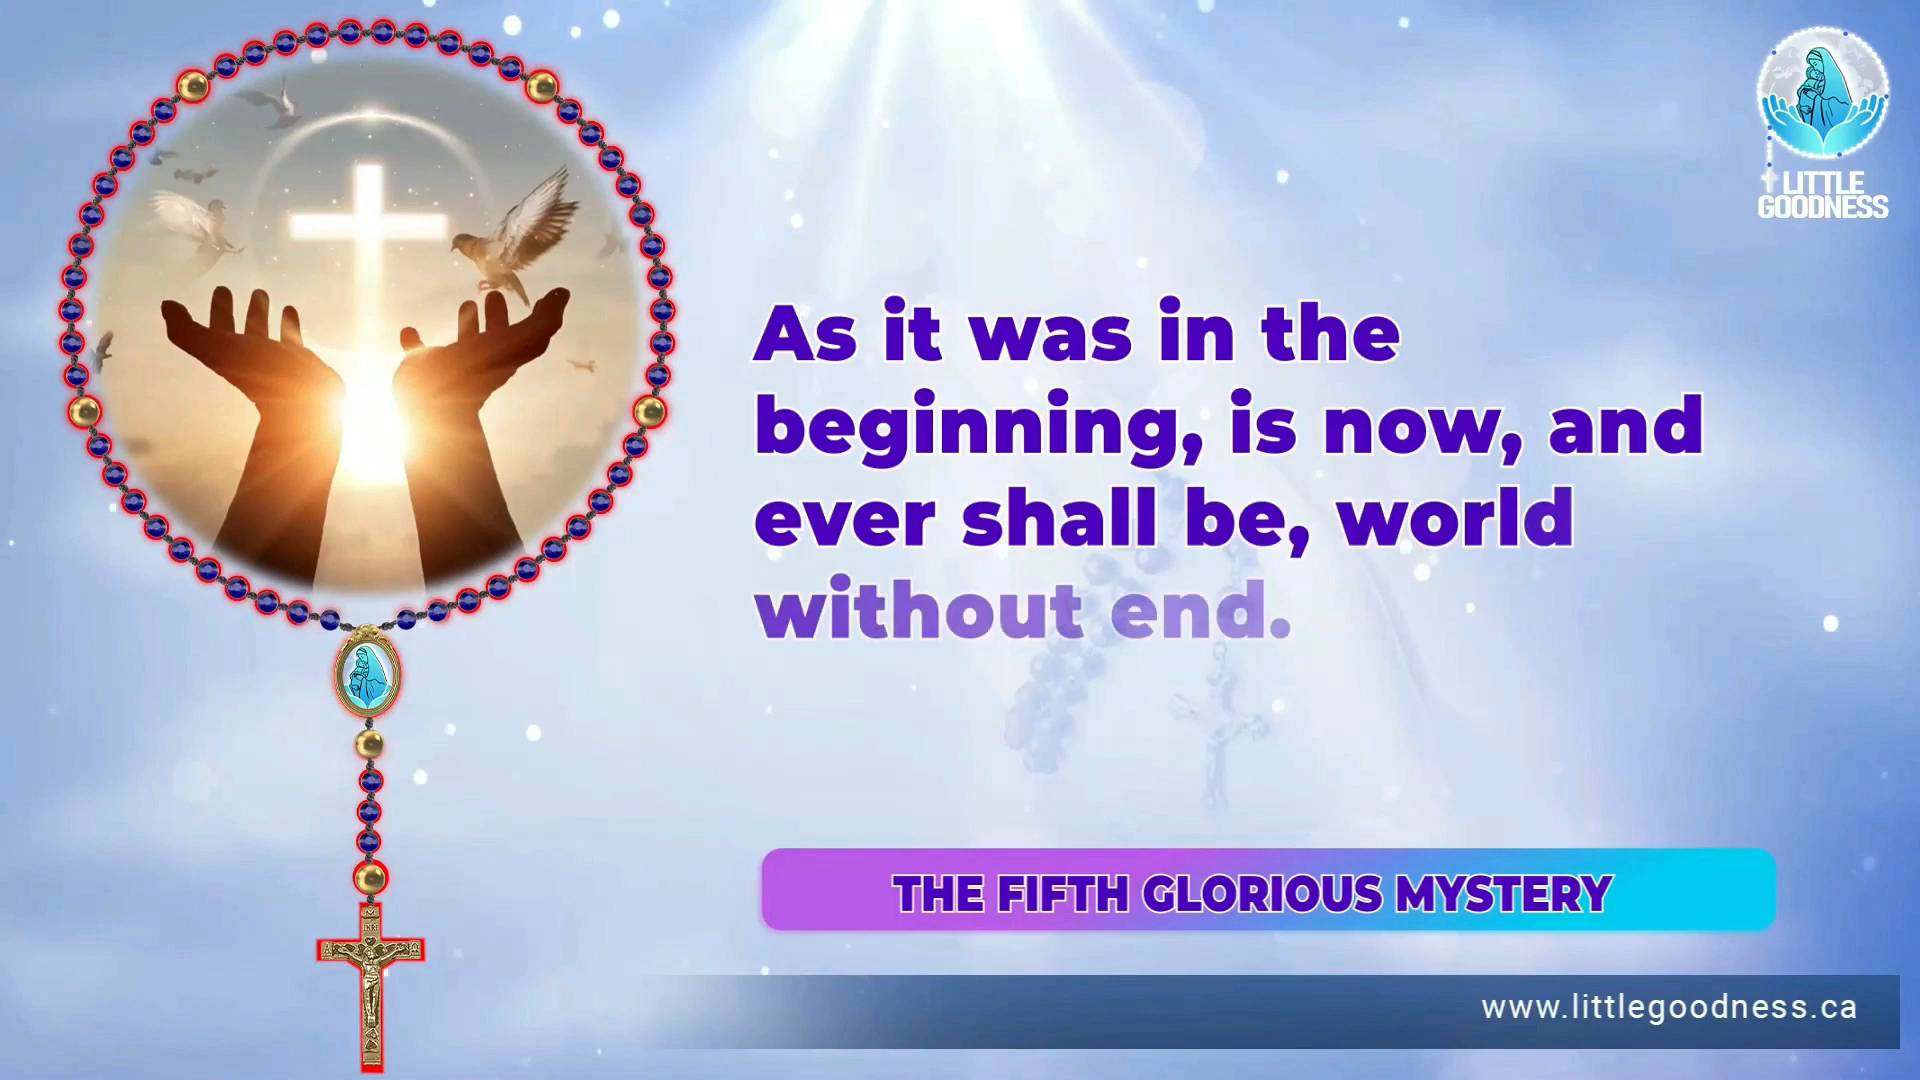 LITTLE
GOODNESS
As it was in the
beginning, is now, and
ever shall be, world
without end.
THE FIFTH GLORIOUS MYSTERY
www.littlegoodness.ca
INRI